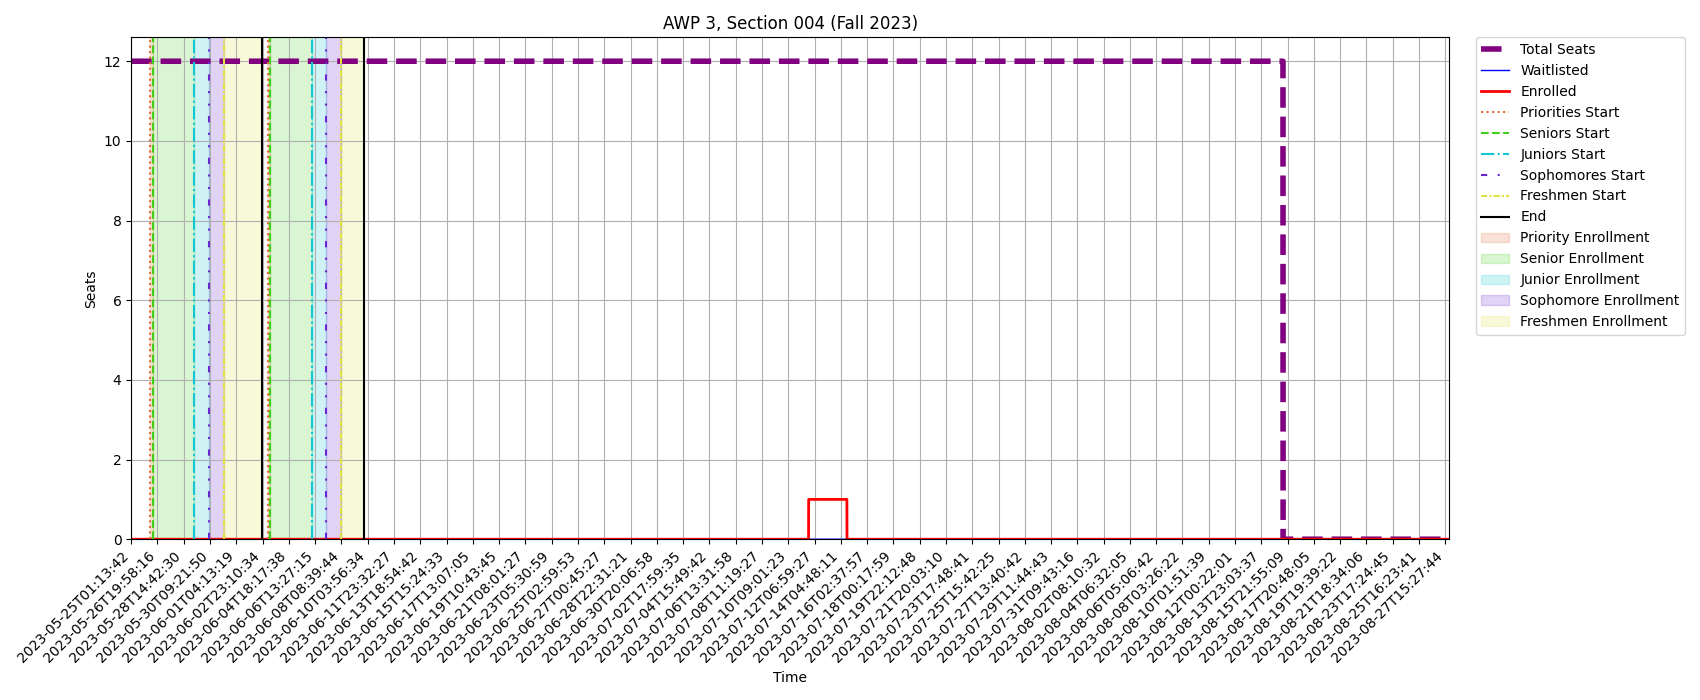 AWP 3, Section 004 (Fall 2023)
Seats
12
10
8
6
4
2
0
2023-05-25T01:13:42
2023-05-26T19:58:16
2023-05-28T14:42:30
2023-05-30T09:21:50
2023-06-01T04:13:19
2023-06-02T23:10:34
2023-06-04T18:17:38
2023-06-06T13:27:15
2023-06-08T08:39:44
2023-06-10T03:56:34
2023-06-11T23:32:27
2023-06-13T18:54:42
2023-06-15T15:24:33
2023-06-17T13:07:05
2023-06-19T10:43:45
2023-06-21T08:01:27
2023-06-23T05:30:59
2023-06-25T02:59:53
2023-06-27T00:45:27
2023-06-28T22:31:21
2023-06-30T20:06:58
2023-07-02T17:59:35
2023-07-04T15:49:42
2023-07-06T13:31:58
2023-07-08T11:19:27
2023-07-10T09:01:23
2023-07-12T06:59:27
2023-07-14T04:48:11
2023-07-16T02:37:57
2023-07-18T00:17:59
2023-07-19T22:12:48
2023-07-21T20:03:10
2023-07-23T17:48:41
2023-07-25T15:42:25
2023-07-27T13:40:42
2023-07-29T11:44:43
2023-07-31T09:43:16
2023-08-02T08:10:32
2023-08-04T06:32:05
2023-08-06T05:06:42
2023-08-08T03:26:22
2023-08-10T01:51:39
2023-08-12T00:22:01
2023-08-13T23:03:37
2023-08-15T21:55:09
2023-08-17T20:48:05
2023-08-19T19:39:22
2023-08-21T18:34:06
2023-08-23T17:24:45
2023-08-25T16:23:41
2023-08-27T15:27:44
Time
Total Seats
Waitlisted
Enrolled
Priorities Start
Seniors Start
Juniors Start
Sophomores Start
Freshmen Start
End
Priority Enrollment
Senior Enrollment
Junior Enrollment
Sophomore Enrollment
Freshmen Enrollment